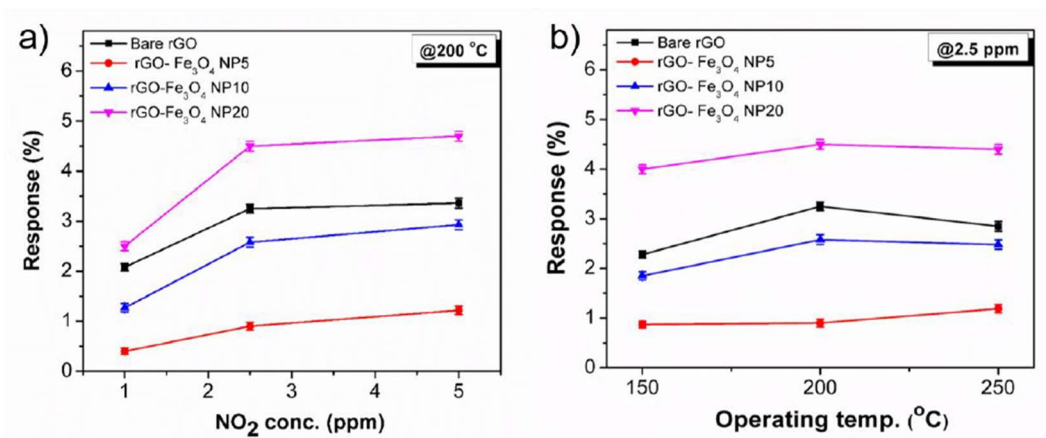 a)
@200 °C
Bare rGO
rGO- Fe₃O₄ NP5
rGO-Fe₃O₄ NP10
rGO-Fe₃O₄ NP20
Response (%)
6
5
4
3
2
1
0
1 2 3 4 5
NO₂ conc. (ppm)
b)
@2.5 ppm
Bare rGO
rGO- Fe₃O₄ NP5
rGO- Fe₃O₄ NP10
rGO- Fe₃O₄ NP20
Response (%)
6
5
4
3
2
1
0
150 200 250
Operating temp. (°C)